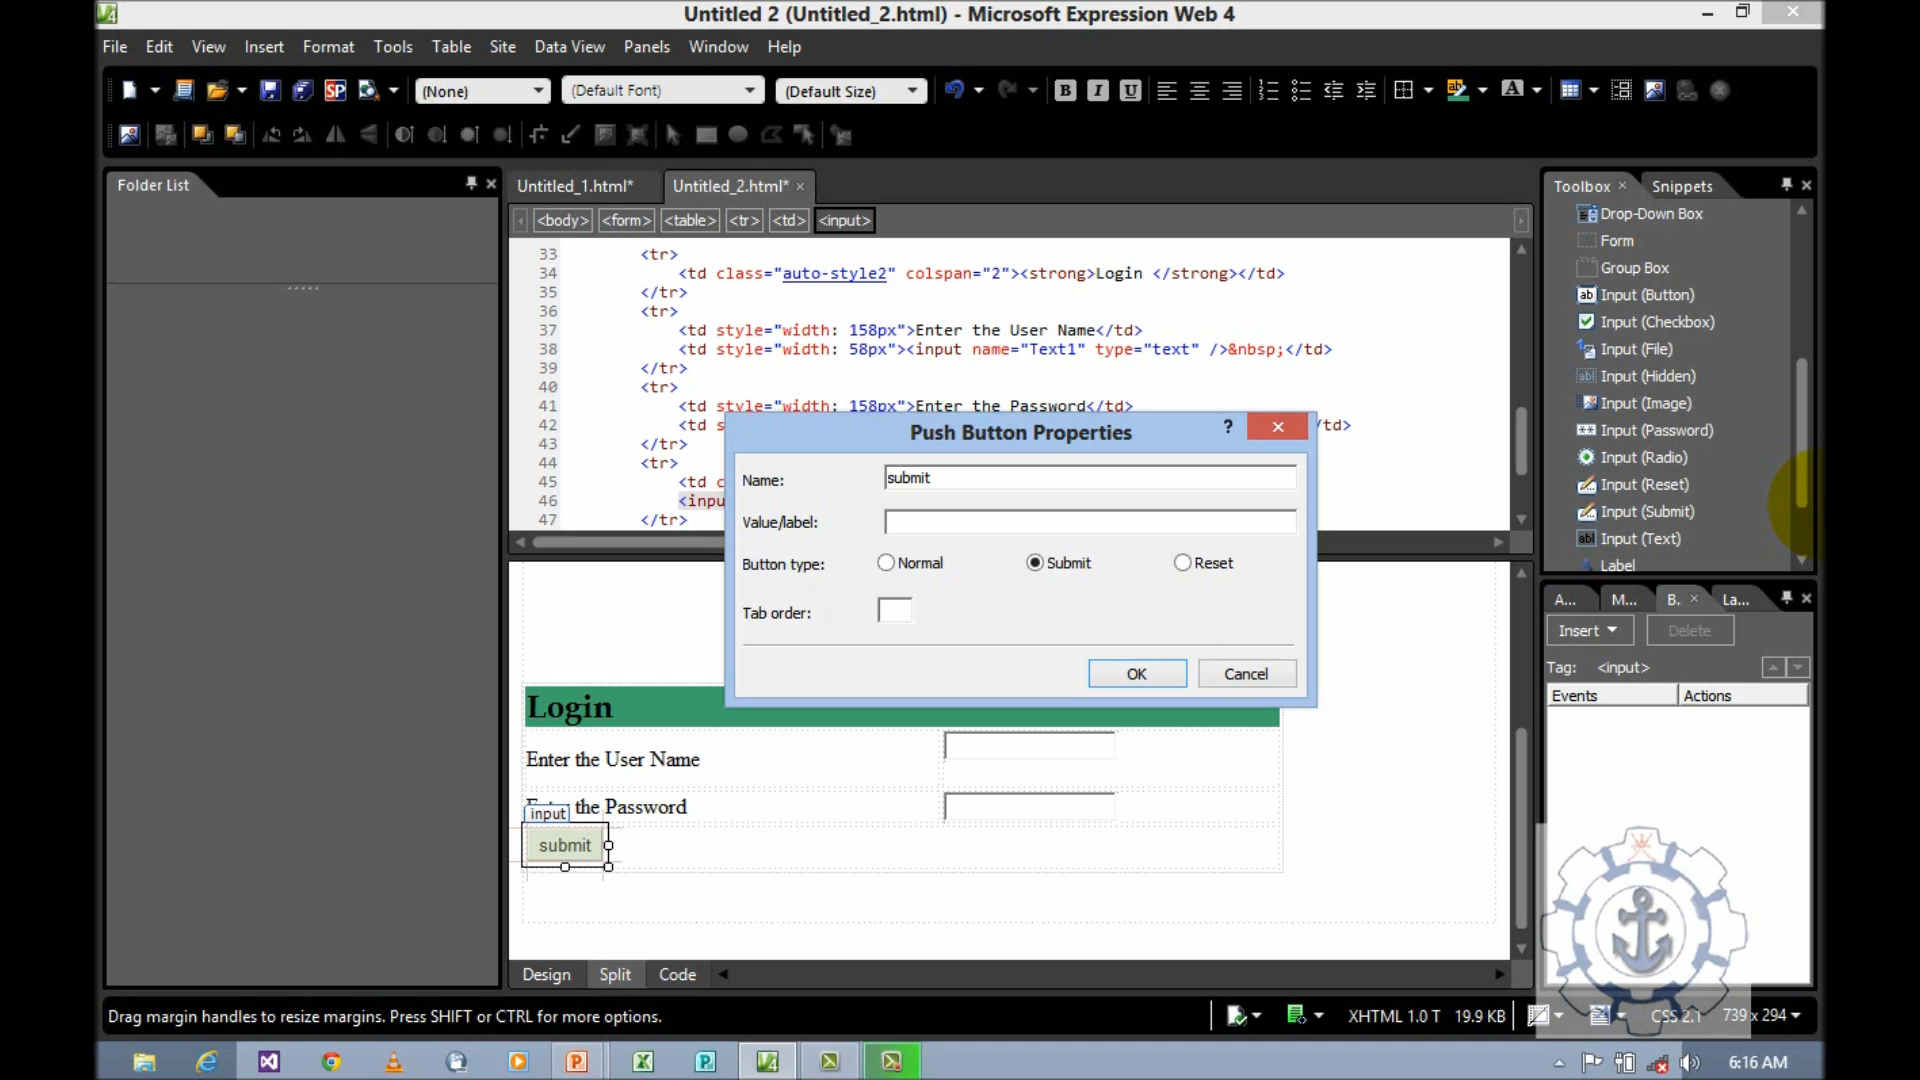 Untitled 2 (Untitled_2.html) - Microsoft Expression Web 4
File Edit View Insert Format Tools Table Site Data View Panels Window Help
(None) (Default Font) (Default Size)
Folder List
Untitled_1.html* Untitled_2.html*
<body> <form> <table> <tr> <td> <input>
33 <tr>
34 <td class="auto-style2" colspan="2"><strong>Login </strong></td>
35 </tr>
36 <tr>
37 <td style="width: 158px">Enter the User Name</td>
38 <td style="width: 58px"><input name="Text1" type="text" />&nbsp;</td>
39 </tr>
40 <tr>
41 <td style="width: 158px">Enter the Password</td>
42 <td s /td>
43 </tr>
44 <tr>
45 <td c
46 <inpu
47 </tr>
Push Button Properties
Name: submit
Value/label:
Button type: Normal Submit Reset
Tab order:
OK Cancel
Login
Enter the User Name
Enter the Password
input
submit
Design Split Code
Toolbox Snippets
Drop-Down Box
Form
Group Box
Input (Button)
Input (Checkbox)
Input (File)
Input (Hidden)
Input (Image)
Input (Password)
Input (Radio)
Input (Reset)
Input (Submit)
Input (Text)
Label
A... M... B. La...
Insert Delete
Tag: <input>
Events Actions
Drag margin handles to resize margins. Press SHIFT or CTRL for more options.
XHTML 1.0 T 19.9 KB CSS 2.1 739 x 294
6:16 AM